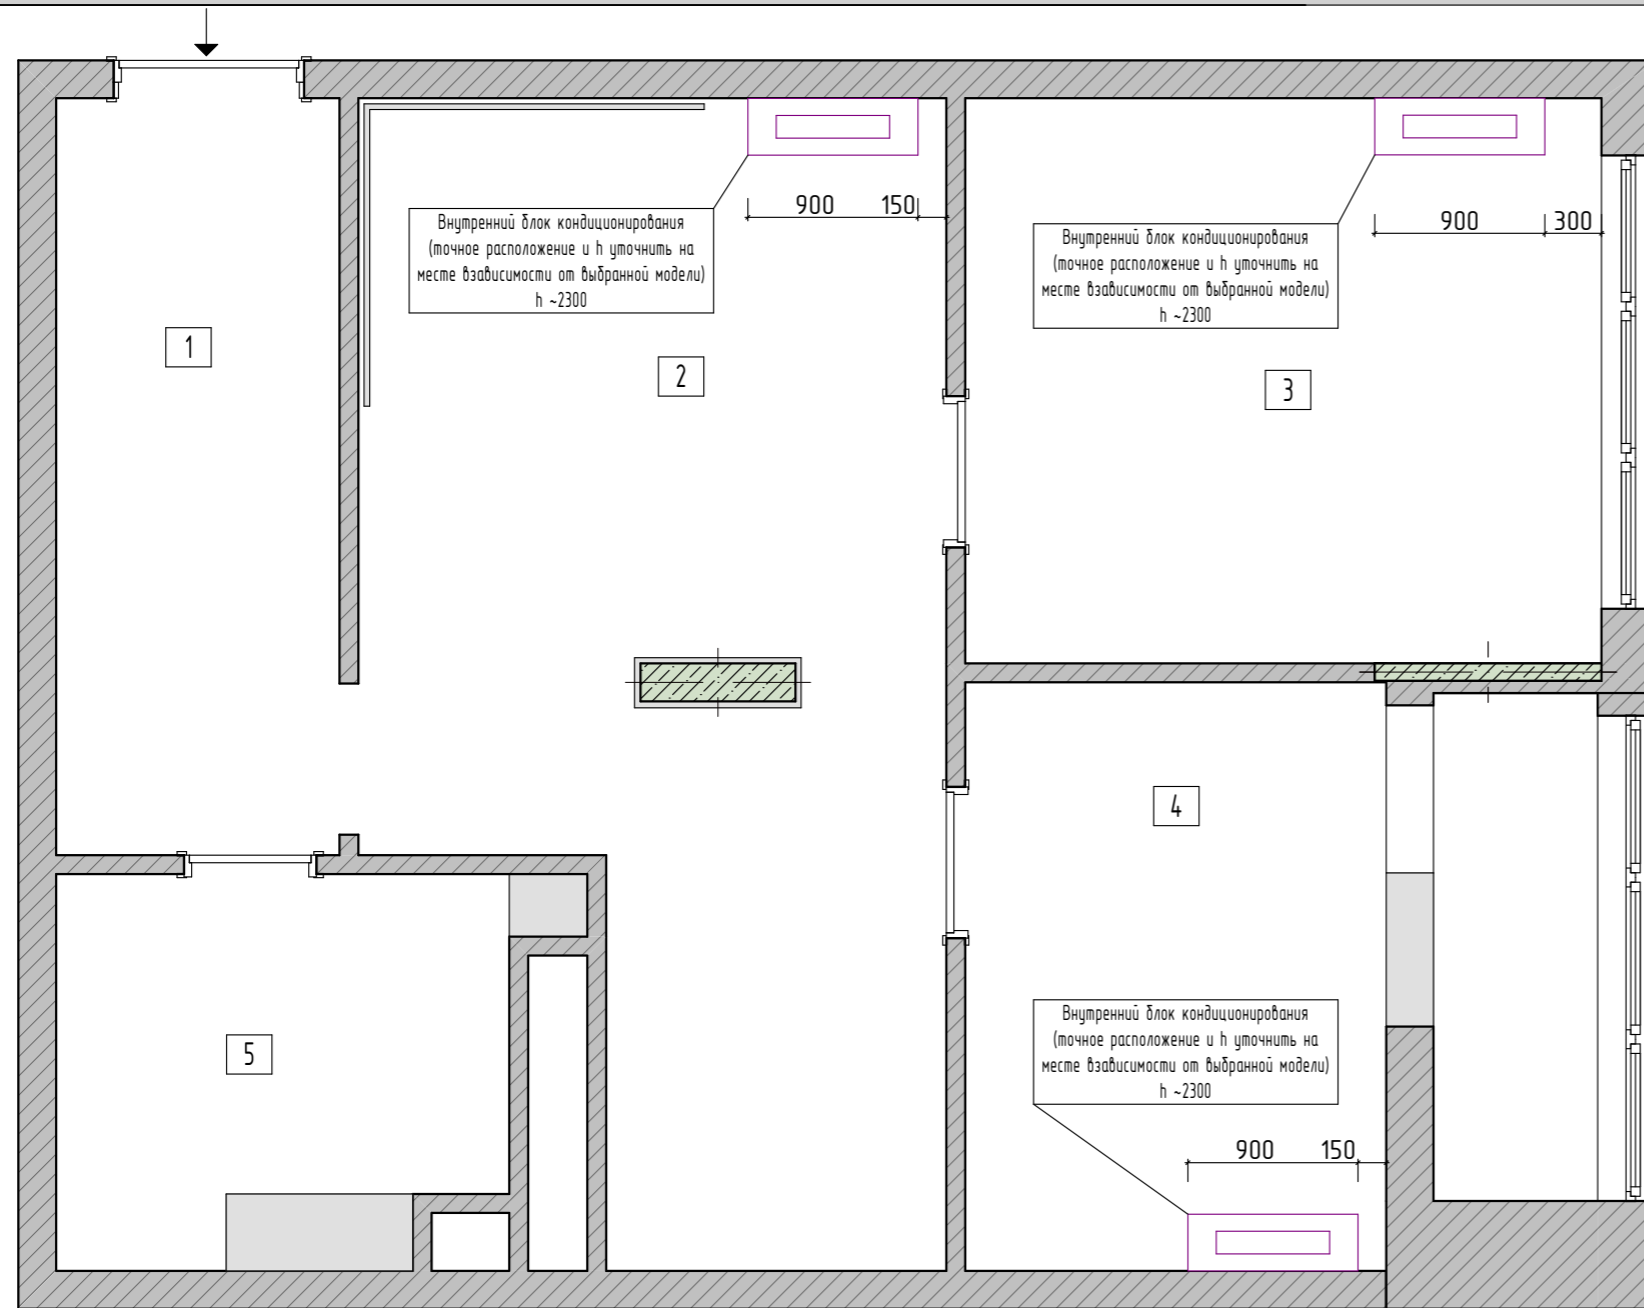 900 150
Внутренний блок кондиционирования
(точное расположение и h уточнить на
месте взависимости от выбранной модели)
h ~2300
900 300
Внутренний блок кондиционирования
(точное расположение и h уточнить на
месте взависимости от выбранной модели)
h ~2300
1
2
3
4
Внутренний блок кондиционирования
(точное расположение и h уточнить на
месте взависимости от выбранной модели)
h ~2300
5
900 150